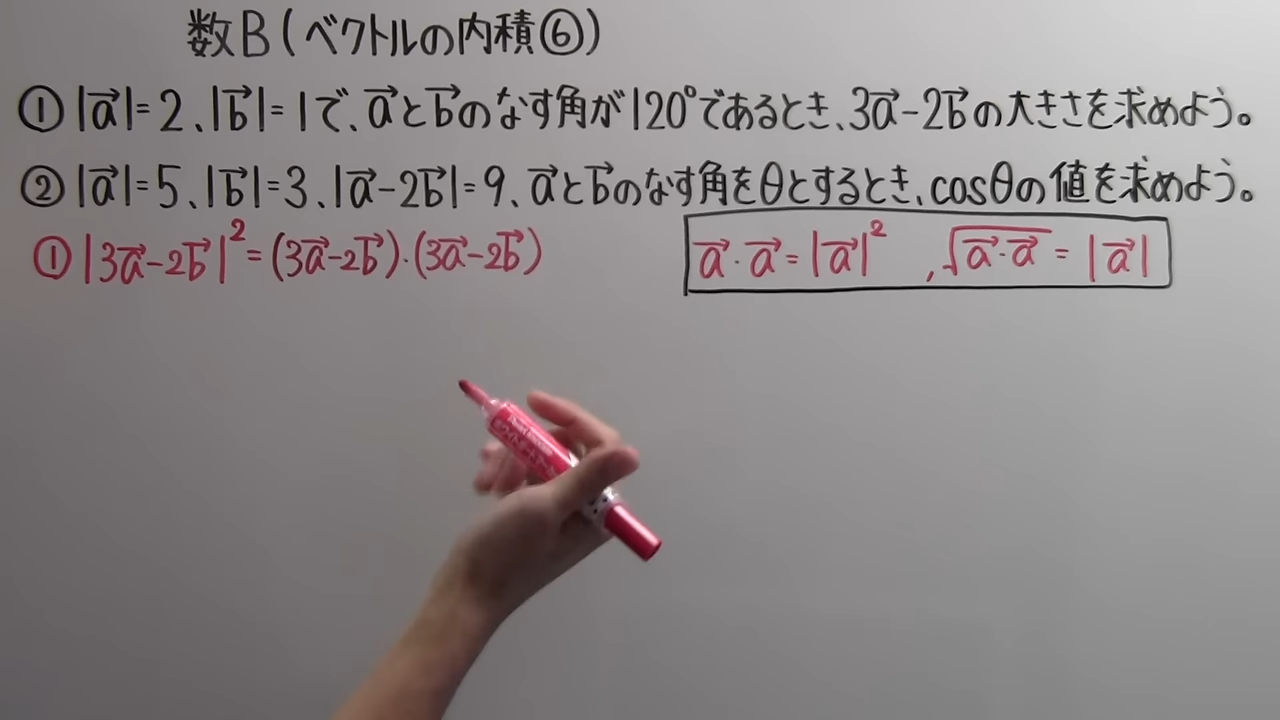 数B(ベクトルの内積⑥)
①|a→|=2、|b→|=1で、a→とb→のなす角が120°であるとき、3a→-2b→の大きさを求めよう。
②|a→|=5、|b→|=3、|a→-2b→|=9、a→とb→のなす角をθとするとき、cosθの値を求めよう。
①|3a→-2b→|²=(3a→-2b→)·(3a→-2b→)
a→·a→=|a→|² ,√a→·a→=|a→|